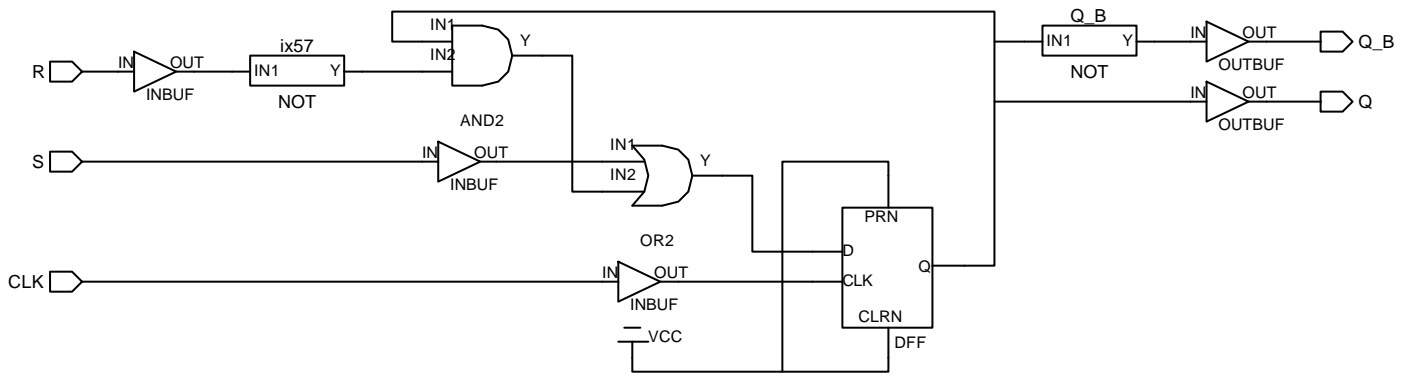 IN1
Y
IN2
Q_B
IN1 Y
NOT
IN OUT
OUTBUF
Q_B
R
IN OUT
INBUF
ix57
IN1 Y
NOT
IN OUT
OUTBUF
Q
AND2
S
IN OUT
INBUF
IN1
IN2
Y
OR2
PRN
D
CLK
Q
CLRN
DFF
CLK
IN OUT
INBUF
VCC